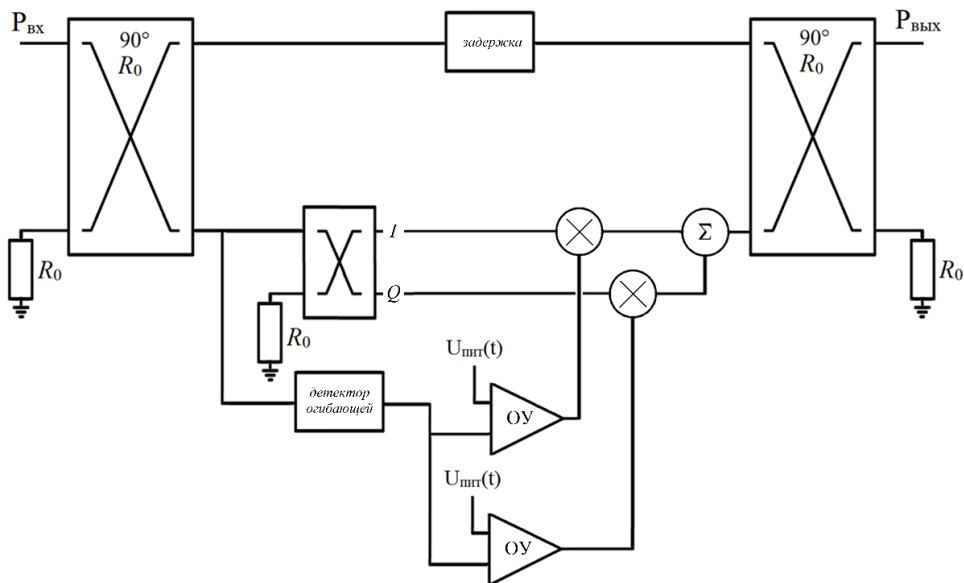 Pвх
90°
R0
задержка
90°
R0
Pвых
R0
I
Σ
Q
R0
R0
Uпит(t)
детектор
огибающей
ОУ
Uпит(t)
ОУ